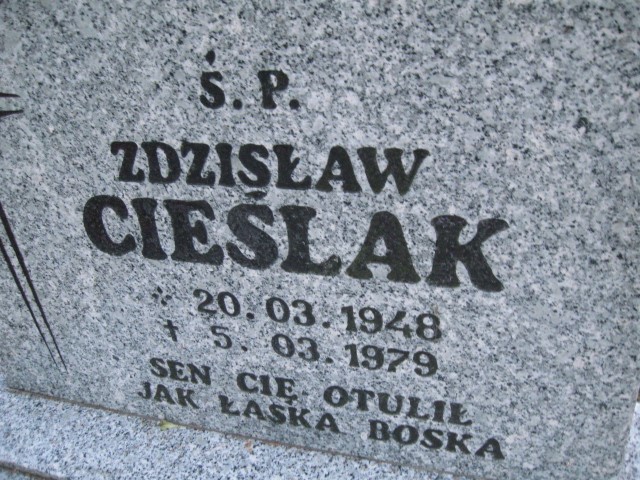 Ś. P.
ZDZISŁAW
CIEŚLAK
* 20.03.1948
† 5.03.1979
SEN CIĘ OTULIŁ
JAK ŁASKA BOSKA